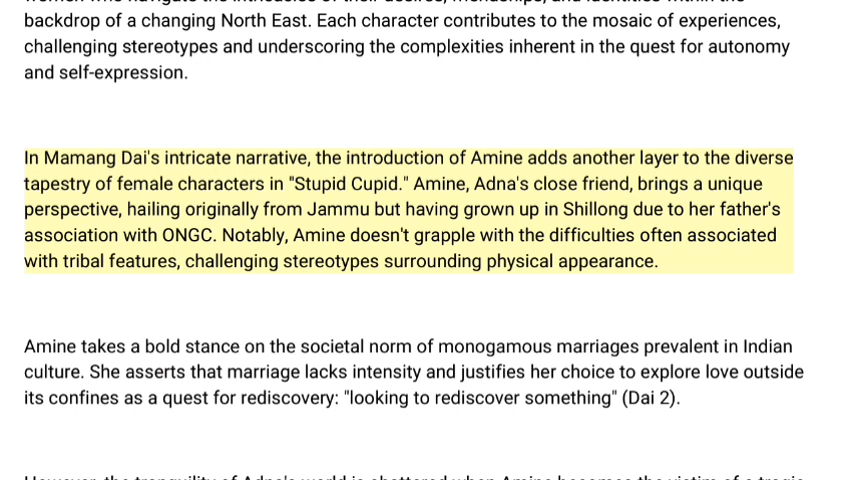 backdrop of a changing North East. Each character contributes to the mosaic of experiences,
challenging stereotypes and underscoring the complexities inherent in the quest for autonomy
and self-expression.
In Mamang Dai's intricate narrative, the introduction of Amine adds another layer to the diverse
tapestry of female characters in "Stupid Cupid." Amine, Adna's close friend, brings a unique
perspective, hailing originally from Jammu but having grown up in Shillong due to her father's
association with ONGC. Notably, Amine doesn't grapple with the difficulties often associated
with tribal features, challenging stereotypes surrounding physical appearance.
Amine takes a bold stance on the societal norm of monogamous marriages prevalent in Indian
culture. She asserts that marriage lacks intensity and justifies her choice to explore love outside
its confines as a quest for rediscovery: "looking to rediscover something" (Dai 2).